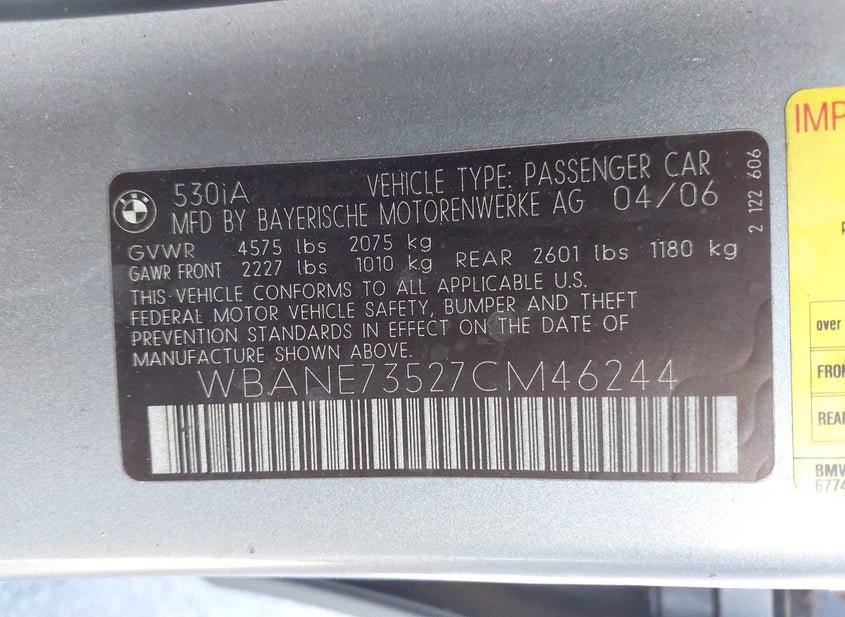 BMW
530iA VEHICLE TYPE: PASSENGER CAR
MFD BY BAYERISCHE MOTORENWERKE AG 04/06
GVWR 4575 lbs 2075 kg
GAWR FRONT 2227 lbs 1010 kg REAR 2601 lbs 1180 kg
THIS VEHICLE CONFORMS TO ALL APPLICABLE U.S.
FEDERAL MOTOR VEHICLE SAFETY, BUMPER AND THEFT
PREVENTION STANDARDS IN EFFECT ON THE DATE OF
MANUFACTURE SHOWN ABOVE.
WBANE73527CM46244
2 122 606
IMP
over
FRON
REAR
BMW
6774